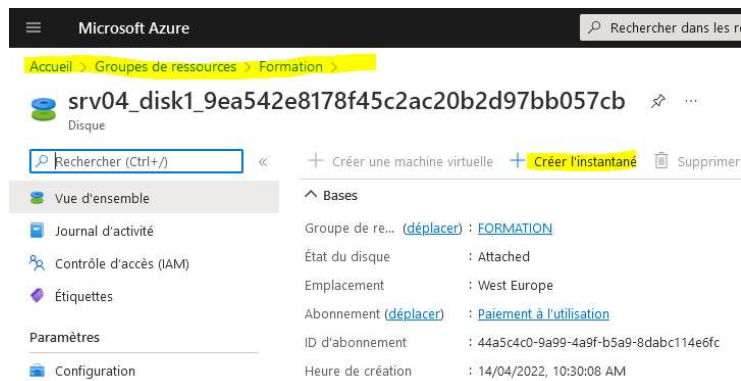 Microsoft Azure
Rechercher dans les
Accueil > Groupes de ressources > Formation >
srv04_disk1_9ea542e8178f45c2ac20b2d97bb057cb
Disque
Rechercher (Ctrl+/)
+ Créer une machine virtuelle + Créer l'instantané Supprimer
Vue d'ensemble
Bases
Journal d'activité
Groupe de re... (déplacer) : FORMATION
Contrôle d'accès (IAM)
État du disque : Attached
Étiquettes
Emplacement : West Europe
Abonnement (déplacer) : Paiement à l'utilisation
Paramètres
ID d'abonnement : 44a5c4c0-9a99-4a9f-b5a9-8dabc114e6fc
Configuration
Heure de création : 14/04/2022, 10:30:08 AM